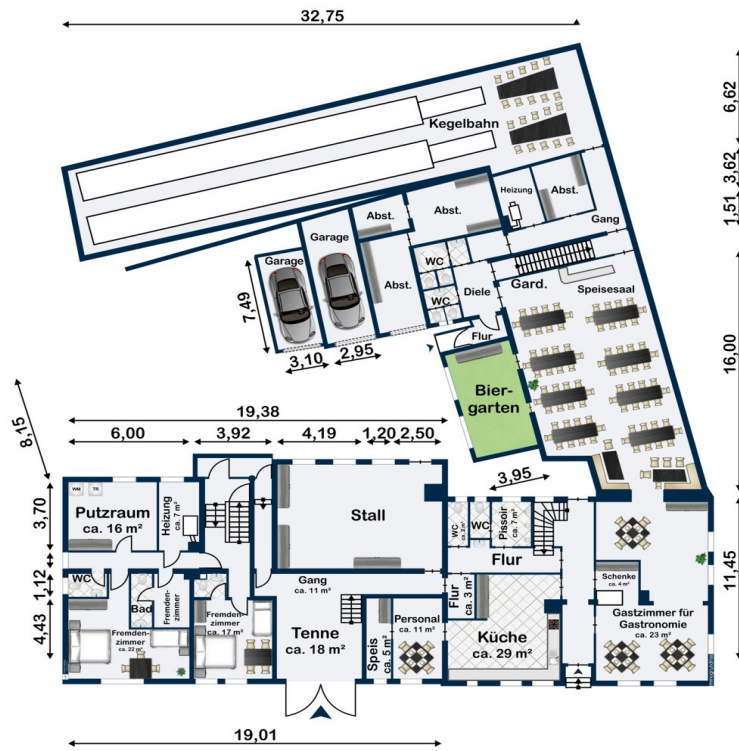 32,75
6,62
3,62
1,51
16,00
11,45
Kegelbahn
Heizung
Abst.
Abst.
Abst.
Gang
Garage
Garage
Abst.
WC
WC
Diele
Gard.
Speisesaal
Flur
7,49
3,10
2,95
Bier-
garten
8,15
19,38
6,00
3,92
4,19
1,20
2,50
3,95
3,70
1,12
4,43
WM
TR
Putzraum
ca. 16 m²
Heizung
ca. 7 m²
Stall
WC
ca. 2 m²
WC
Pissoir
ca. 7 m²
Flur
Gang
ca. 11 m²
Flur
ca. 3 m²
Schenke
ca. 4 m²
WC
Bad
Fremden-
zimmer
Fremden-
zimmer
ca. 22 m²
Fremden-
zimmer
ca. 17 m²
Tenne
ca. 18 m²
Speis
ca. 5 m²
Personal
ca. 11 m²
Küche
ca. 29 m²
Gastzimmer für
Gastronomie
ca. 23 m²
19,01